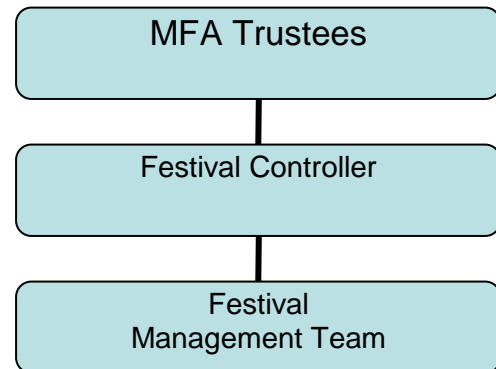 MFA Trustees
Festival Controller
Festival
Management Team